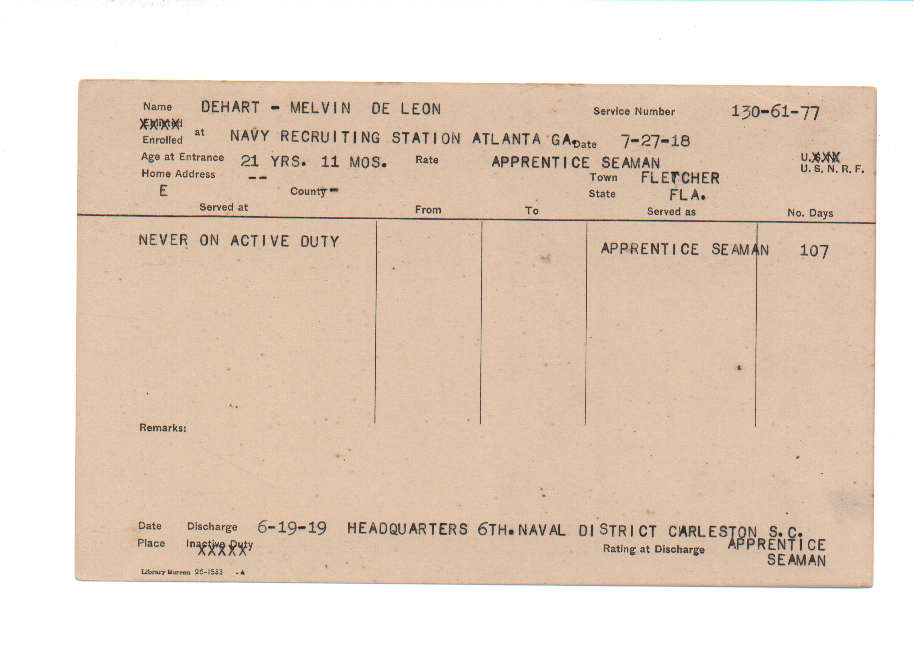 Name DEHART - MELVIN DE LEON Service Number 130-61-77
Enrolled at NAVY RECRUITING STATION ATLANTA GA. Date 7-27-18
Age at Entrance 21 YRS. 11 MOS. Rate APPRENTICE SEAMAN U. S. N. R. F.
Home Address -- Town FLETCHER
E County - State FLA.
Served at From To Served as No. Days
NEVER ON ACTIVE DUTY APPRENTICE SEAMAN 107
Remarks:
Date Discharge 6-19-19 HEADQUARTERS 6TH. NAVAL DISTRICT CARLESTON S.C.
Place Inactive Duty Rating at Discharge APPRENTICE
SEAMAN
Library Bureau 26-1583 -A